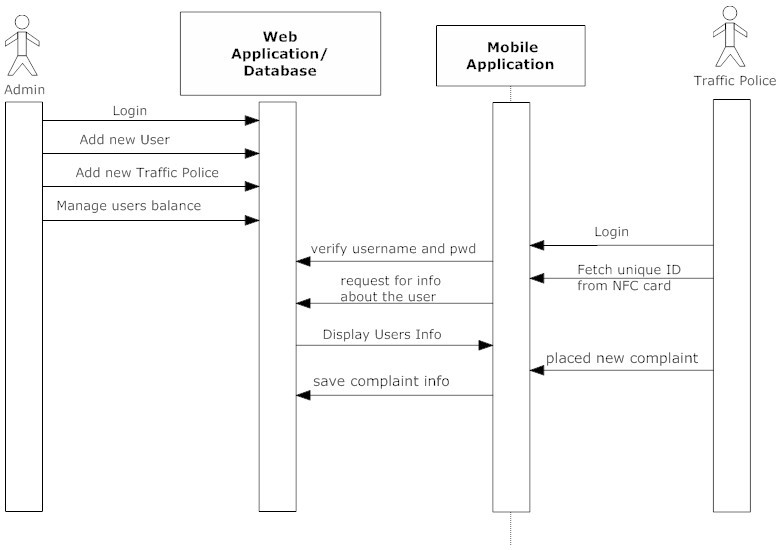 Web
Application/
Database
Mobile
Application
Admin
Traffic Police
Login
Add new User
Add new Traffic Police
Manage users balance
Login
verify username and pwd
Fetch unique ID
from NFC card
request for info
about the user
Display Users Info
placed new complaint
save complaint info